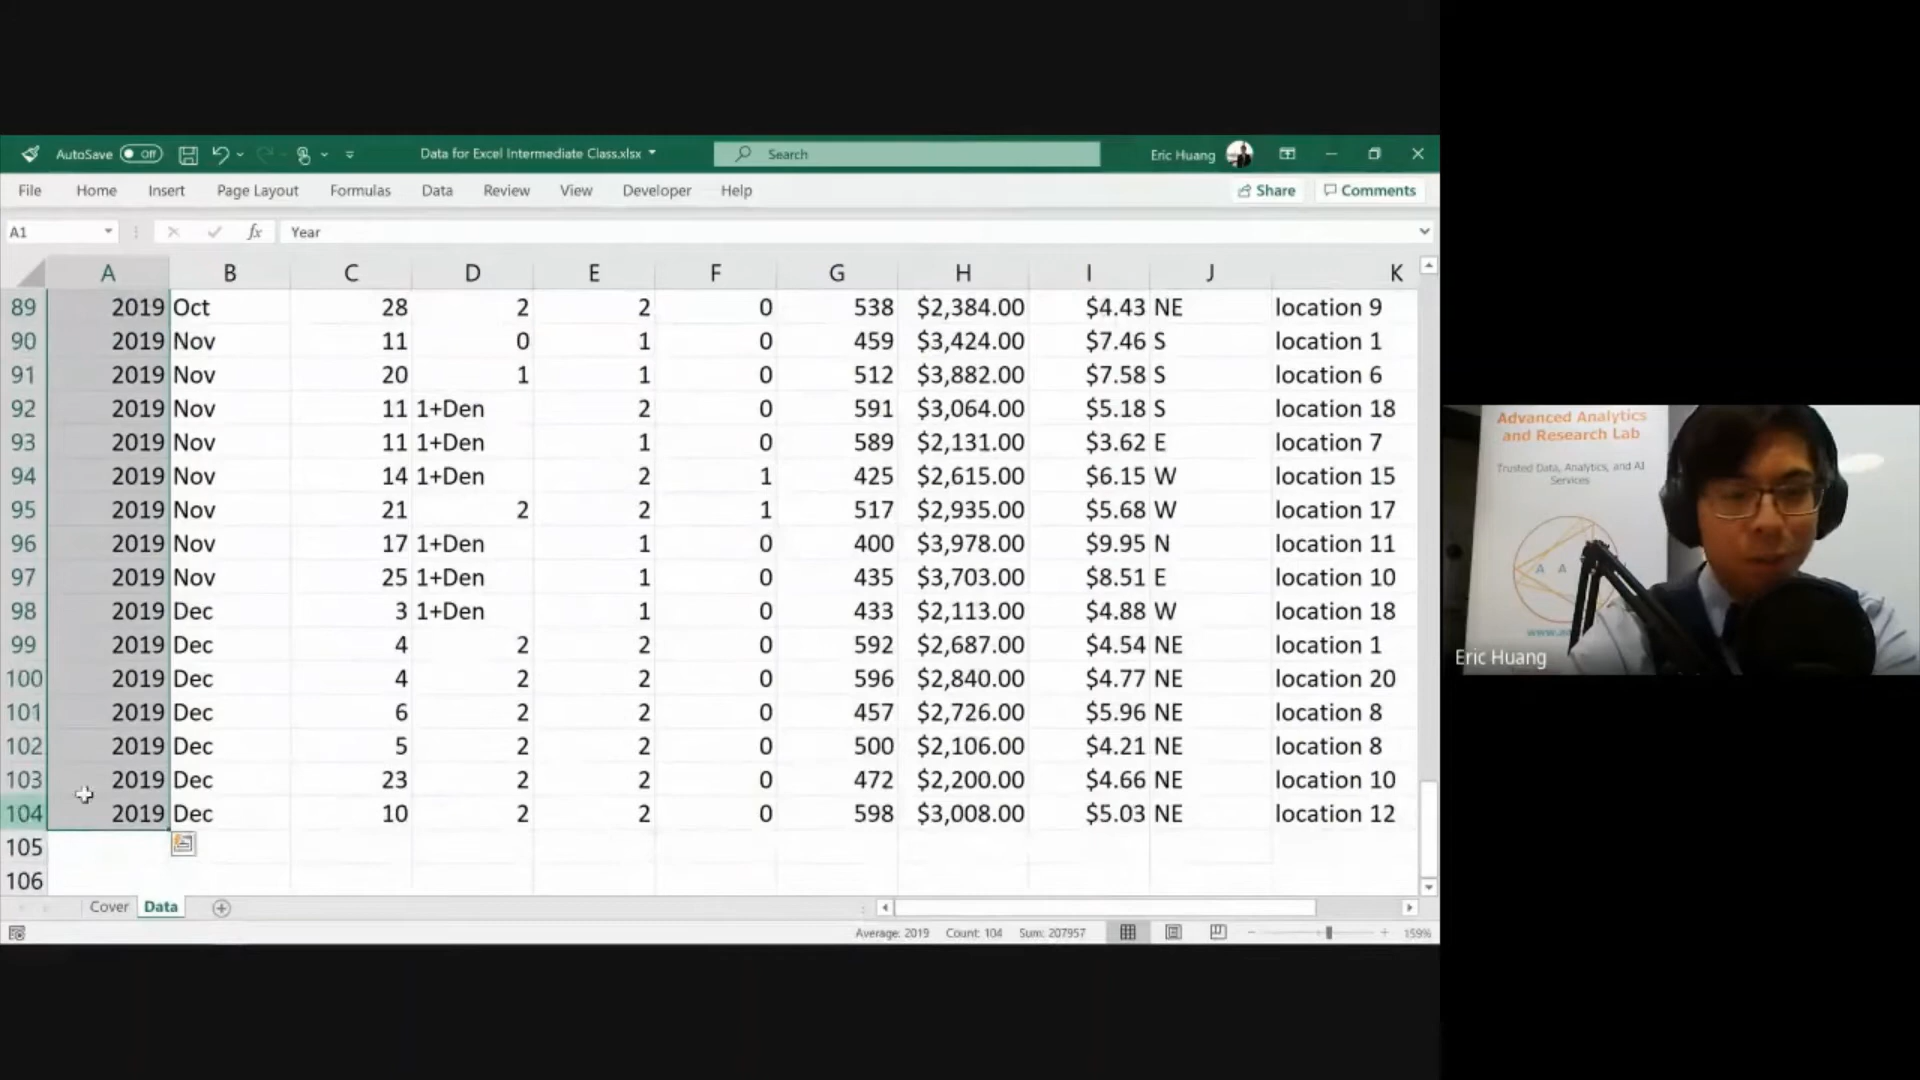 AutoSave Off Data for Excel Intermediate Class.xlsx Search Eric Huang
File Home Insert Page Layout Formulas Data Review View Developer Help Share Comments
A1 fx Year
A B C D E F G H I J K
89 2019 Oct 28 2 2 0 538 $2,384.00 $4.43 NE location 9
90 2019 Nov 11 0 1 0 459 $3,424.00 $7.46 S location 1
91 2019 Nov 20 1 1 0 512 $3,882.00 $7.58 S location 6
92 2019 Nov 11 1+Den 2 0 591 $3,064.00 $5.18 S location 18
93 2019 Nov 11 1+Den 1 0 589 $2,131.00 $3.62 E location 7
94 2019 Nov 14 1+Den 2 1 425 $2,615.00 $6.15 W location 15
95 2019 Nov 21 2 2 1 517 $2,935.00 $5.68 W location 17
96 2019 Nov 17 1+Den 1 0 400 $3,978.00 $9.95 N location 11
97 2019 Nov 25 1+Den 1 0 435 $3,703.00 $8.51 E location 10
98 2019 Dec 3 1+Den 1 0 433 $2,113.00 $4.88 W location 18
99 2019 Dec 4 2 2 0 592 $2,687.00 $4.54 NE location 1
100 2019 Dec 4 2 2 0 596 $2,840.00 $4.77 NE location 20
101 2019 Dec 6 2 2 0 457 $2,726.00 $5.96 NE location 8
102 2019 Dec 5 2 2 0 500 $2,106.00 $4.21 NE location 8
103 2019 Dec 23 2 2 0 472 $2,200.00 $4.66 NE location 10
104 2019 Dec 10 2 2 0 598 $3,008.00 $5.03 NE location 12
105
106
Cover Data
Average: 2019 Count: 104 Sum: 207957 159%
Advanced Analytics
and Research Lab
Trusted Data, Analytics, and AI
Services
A A
Eric Huang